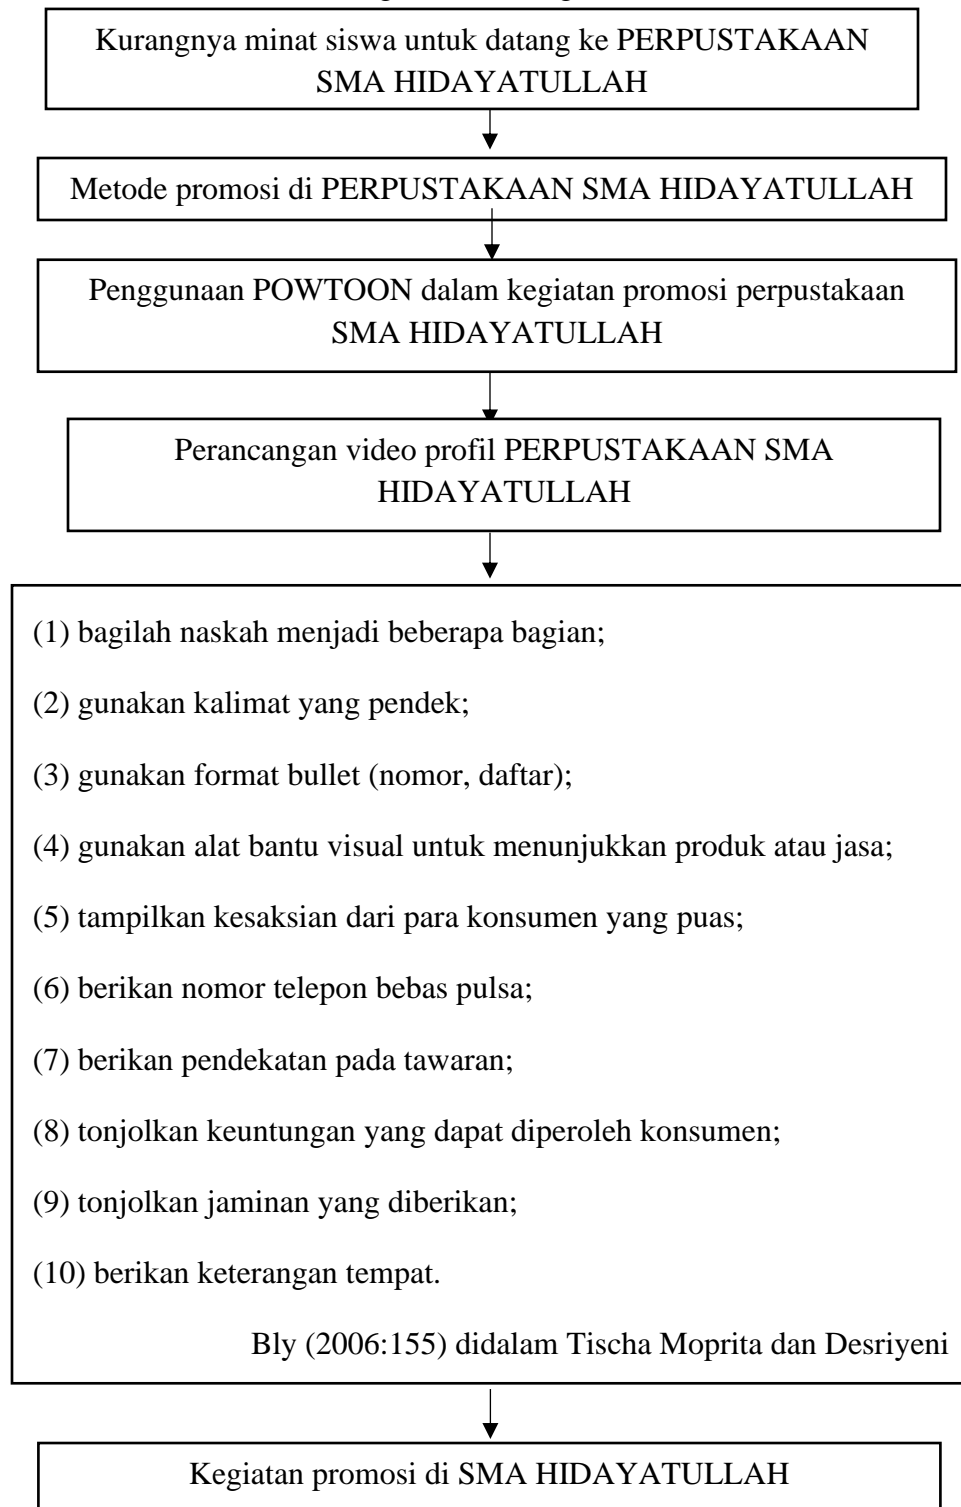 Kurangnya minat siswa untuk datang ke PERPUSTAKAAN
SMA HIDAYATULLAH
Metode promosi di PERPUSTAKAAN SMA HIDAYATULLAH
Penggunaan POWTOON dalam kegiatan promosi perpustakaan
SMA HIDAYATULLAH
Perancangan video profil PERPUSTAKAAN SMA
HIDAYATULLAH
(1) bagilah naskah menjadi beberapa bagian;
(2) gunakan kalimat yang pendek;
(3) gunakan format bullet (nomor, daftar);
(4) gunakan alat bantu visual untuk menunjukkan produk atau jasa;
(5) tampilkan kesaksian dari para konsumen yang puas;
(6) berikan nomor telepon bebas pulsa;
(7) berikan pendekatan pada tawaran;
(8) tonjolkan keuntungan yang dapat diperoleh konsumen;
(9) tonjolkan jaminan yang diberikan;
(10) berikan keterangan tempat.
Bly (2006:155) didalam Tischa Moprita dan Desriyeni
Kegiatan promosi di SMA HIDAYATULLAH